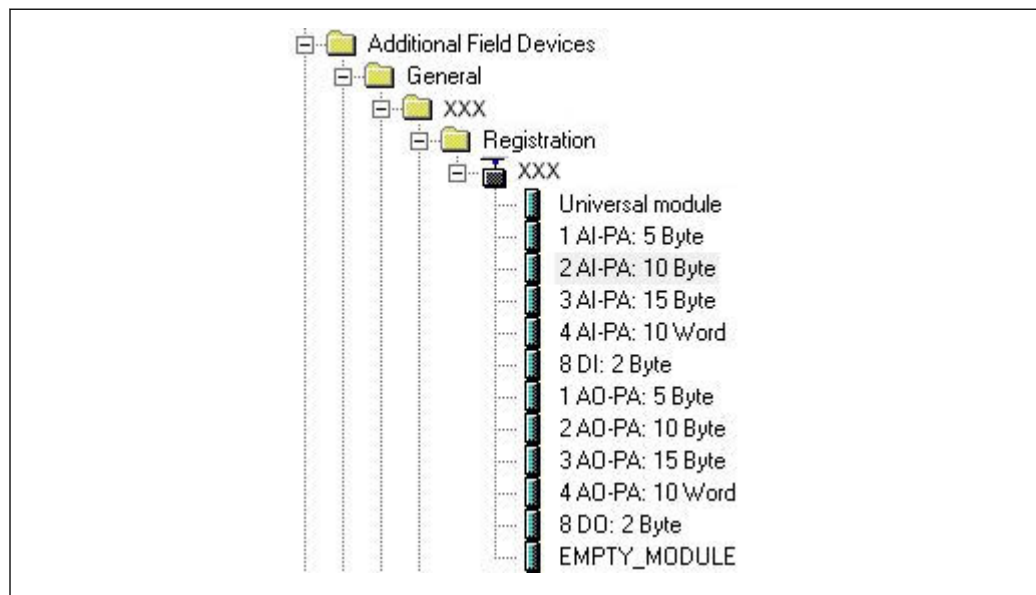 Additional Field Devices
General
XXX
Registration
XXX
Universal module
1 AI-PA: 5 Byte
2 AI-PA: 10 Byte
3 AI-PA: 15 Byte
4 AI-PA: 10 Word
8 DI: 2 Byte
1 AO-PA: 5 Byte
2 AO-PA: 10 Byte
3 AO-PA: 15 Byte
4 AO-PA: 10 Word
8 DO: 2 Byte
EMPTY_MODULE